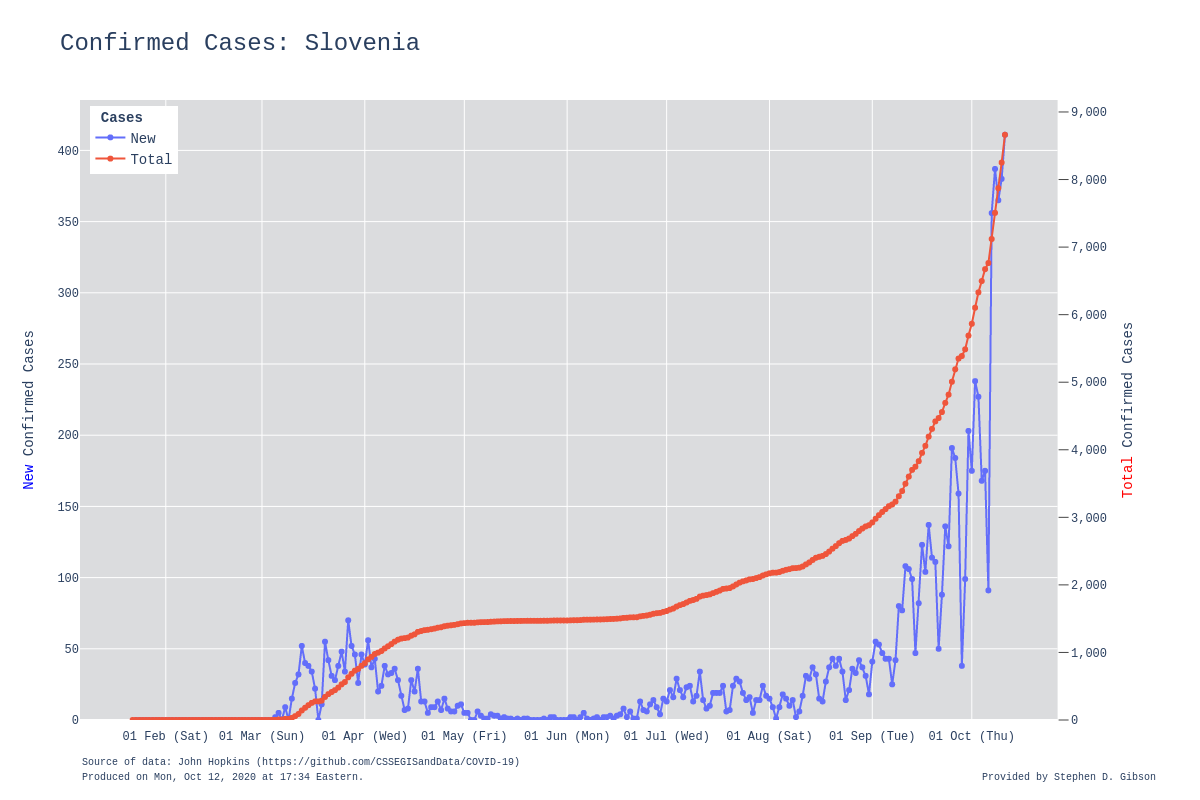 Confirmed Cases: Slovenia
Cases
New
Total
400
350
300
250
200
150
100
50
0
New Confirmed Cases
9,000
8,000
7,000
6,000
5,000
4,000
3,000
2,000
1,000
0
Total Confirmed Cases
01 Feb (Sat) 01 Mar (Sun) 01 Apr (Wed) 01 May (Fri) 01 Jun (Mon) 01 Jul (Wed) 01 Aug (Sat) 01 Sep (Tue) 01 Oct (Thu)
Source of data: John Hopkins (https://github.com/CSSEGISandData/COVID-19)
Produced on Mon, Oct 12, 2020 at 17:34 Eastern.
Provided by Stephen D. Gibson